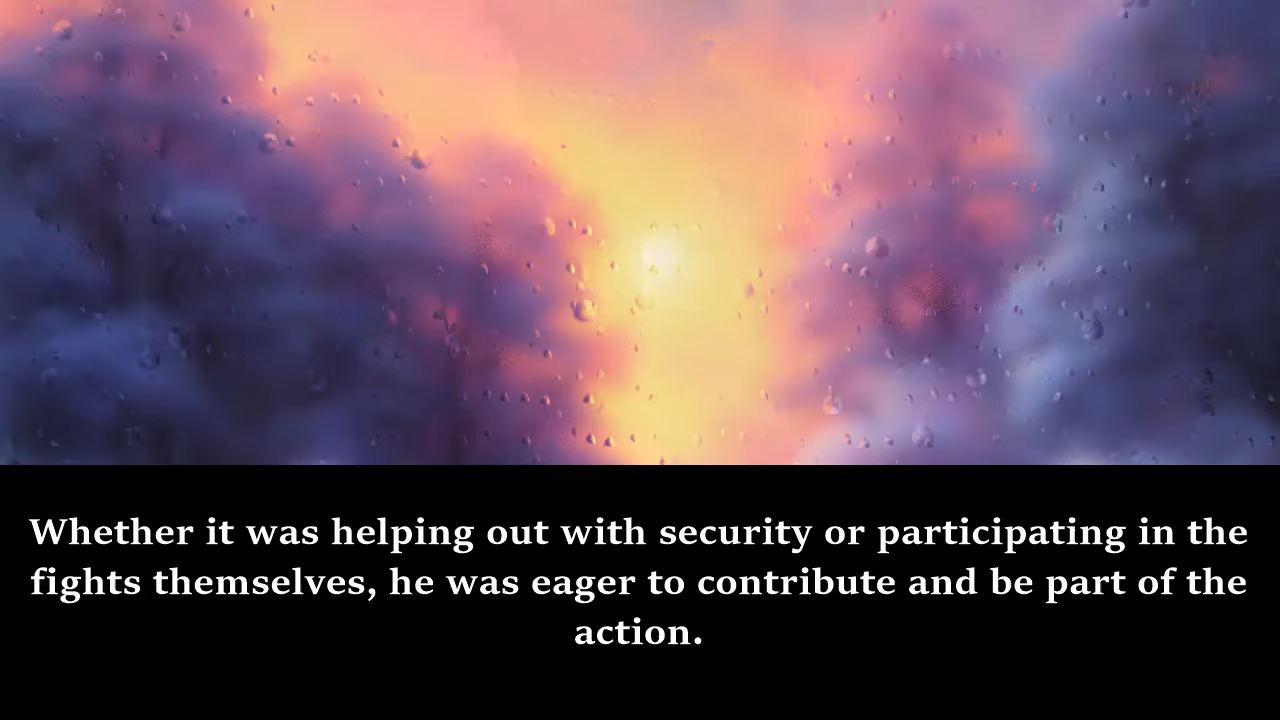 Whether it was helping out with security or participating in the
fights themselves, he was eager to contribute and be part of the
action.